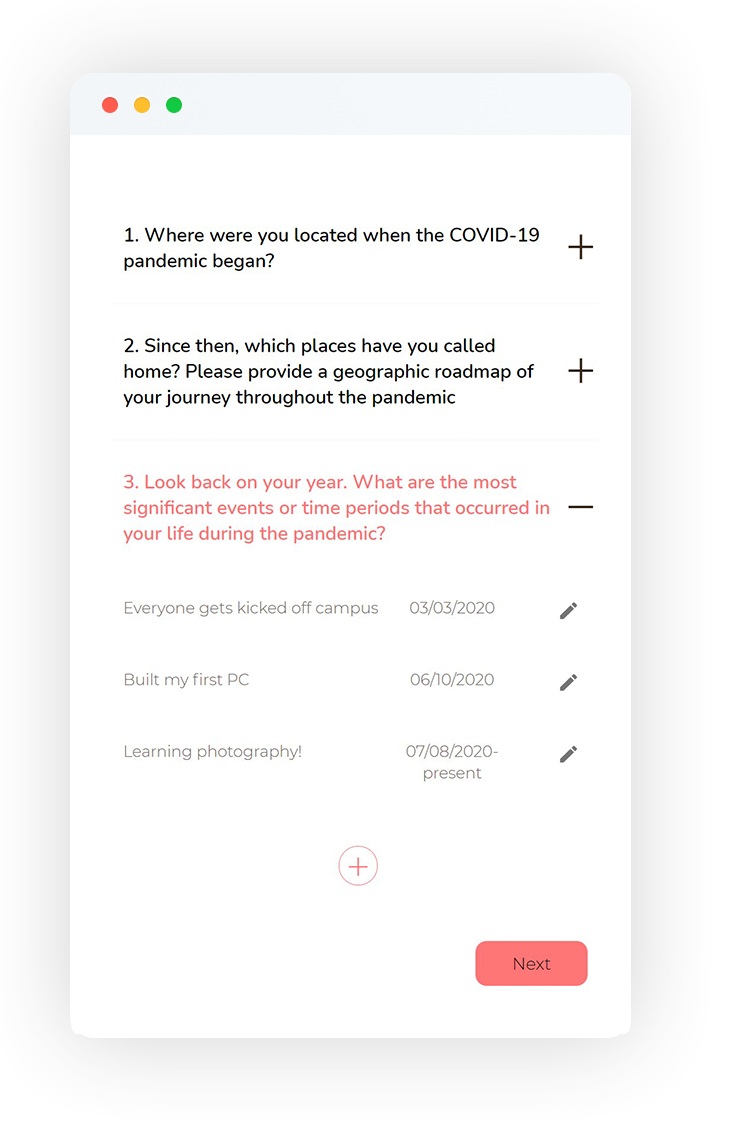 1. Where were you located when the COVID-19
pandemic began?
2. Since then, which places have you called
home? Please provide a geographic roadmap of
your journey throughout the pandemic
3. Look back on your year. What are the most
significant events or time periods that occurred in
your life during the pandemic?
Everyone gets kicked off campus 03/03/2020
Built my first PC 06/10/2020
Learning photography! 07/08/2020-
present
Next